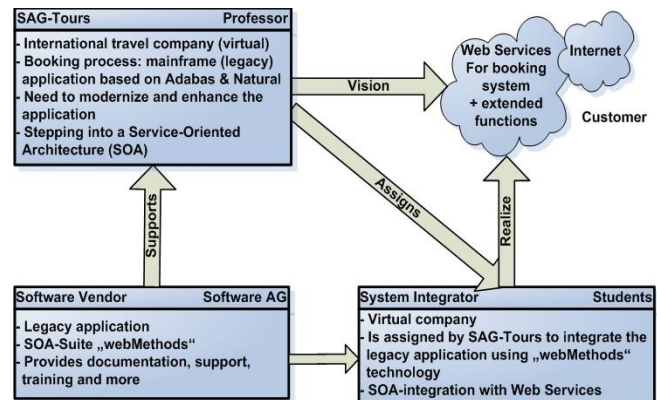 SAG-Tours Professor
- International travel company (virtual)
- Booking process: mainframe (legacy)
application based on Adabas & Natural
- Need to modernize and enhance the
application
- Stepping into a Service-Oriented
Architecture (SOA)
Vision
Web Services
For booking
system
+ extended
functions
Internet
Customer
Supports
Assigns
Realize
Software Vendor Software AG
- Legacy application
- SOA-Suite „webMethods“
- Provides documentation, support,
training and more
System Integrator Students
- Virtual company
- Is assigned by SAG-Tours to integrate the
legacy application using „webMethods“
technology
- SOA-integration with Web Services